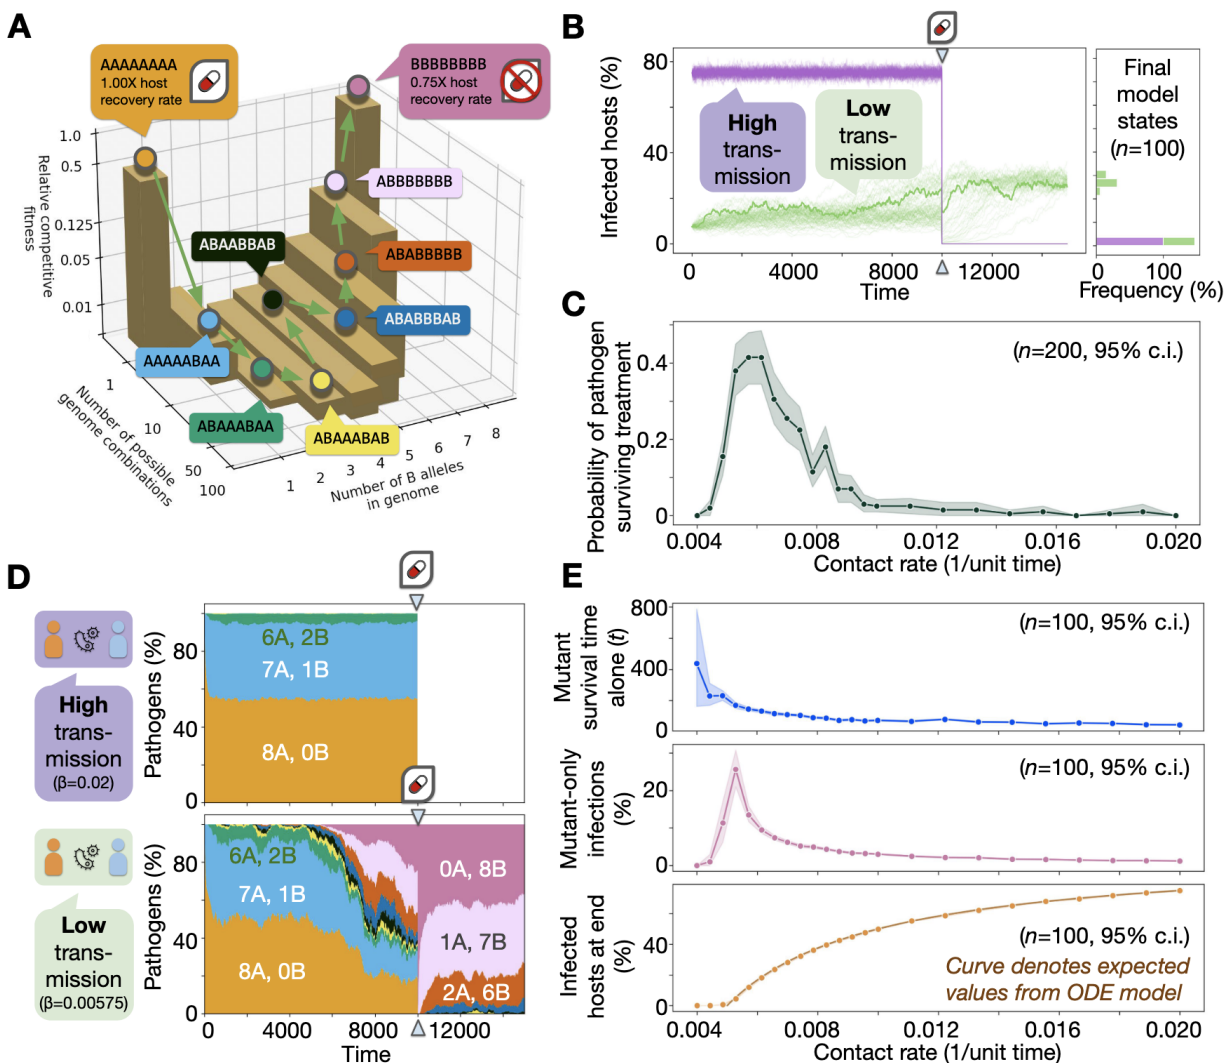 A
AAAAAAAA
1.00X host
recovery rate
BBBBBBBB
0.75X host
recovery rate
ABBBBBBB
ABAABBAB
ABABBBBB
ABABBBAB
AAAAABAA
ABAAABAA
ABAAABAB
Relative competitive
fitness
1.0
0.5
0.125
0.05
0.01
Number of possible
genome combinations
1
10
50
100
Number of B alleles
in genome
1
2
3
4
5
6
7
8
B
Infected hosts (%)
80
40
0
High
trans-
mission
Low
trans-
mission
0
4000
8000
12000
Time
Final
model
states
(n=100)
0
100
Frequency (%)
C
Probability of pathogen
surviving treatment
0.4
0.2
0
(n=200, 95% c.i.)
0.004
0.008
0.012
0.016
0.020
Contact rate (1/unit time)
D
High
trans-
mission
(β=0.02)
Pathogens (%)
80
40
0
6A, 2B
7A, 1B
8A, 0B
Low
trans-
mission
(β=0.00575)
Pathogens (%)
80
40
0
6A, 2B
7A, 1B
8A, 0B
0A, 8B
1A, 7B
2A, 6B
0
4000
8000
12000
Time
E
Mutant
survival time
alone (t)
800
400
0
(n=100, 95% c.i.)
Mutant-only
infections
(%)
20
0
(n=100, 95% c.i.)
Infected
hosts at end
(%)
40
0
(n=100, 95% c.i.)
Curve denotes expected
values from ODE model
0.004
0.008
0.012
0.016
0.020
Contact rate (1/unit time)